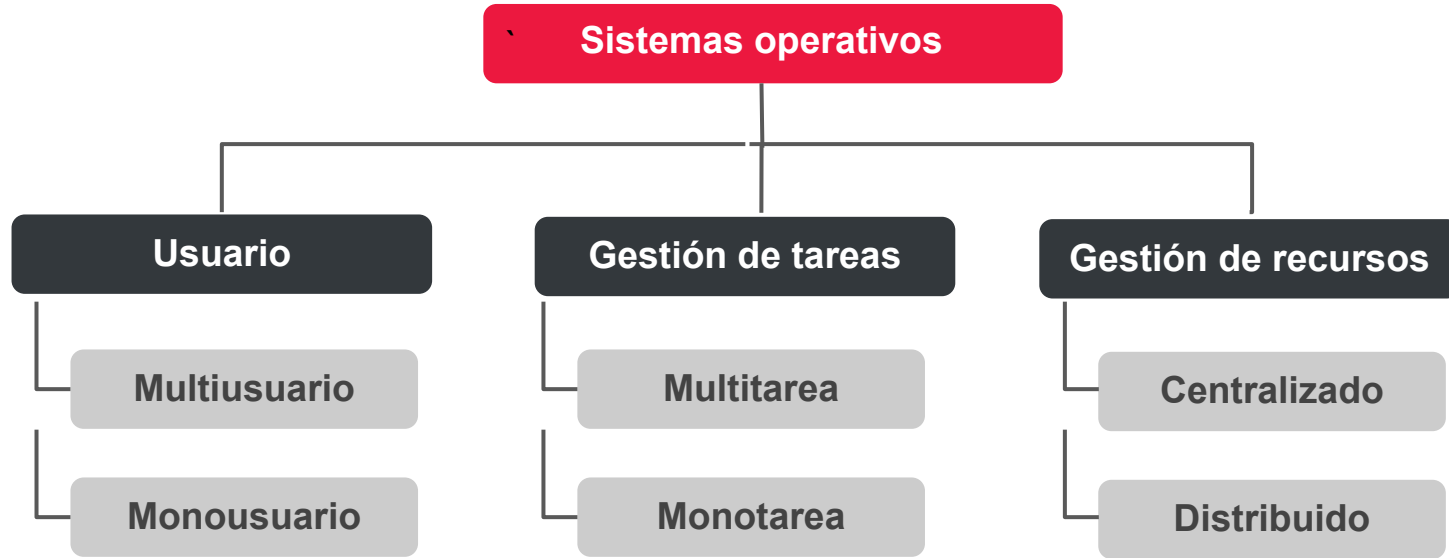 ` Sistemas operativos
Usuario
Gestión de tareas
Gestión de recursos
Multiusuario
Multitarea
Centralizado
Monousuario
Monotarea
Distribuido